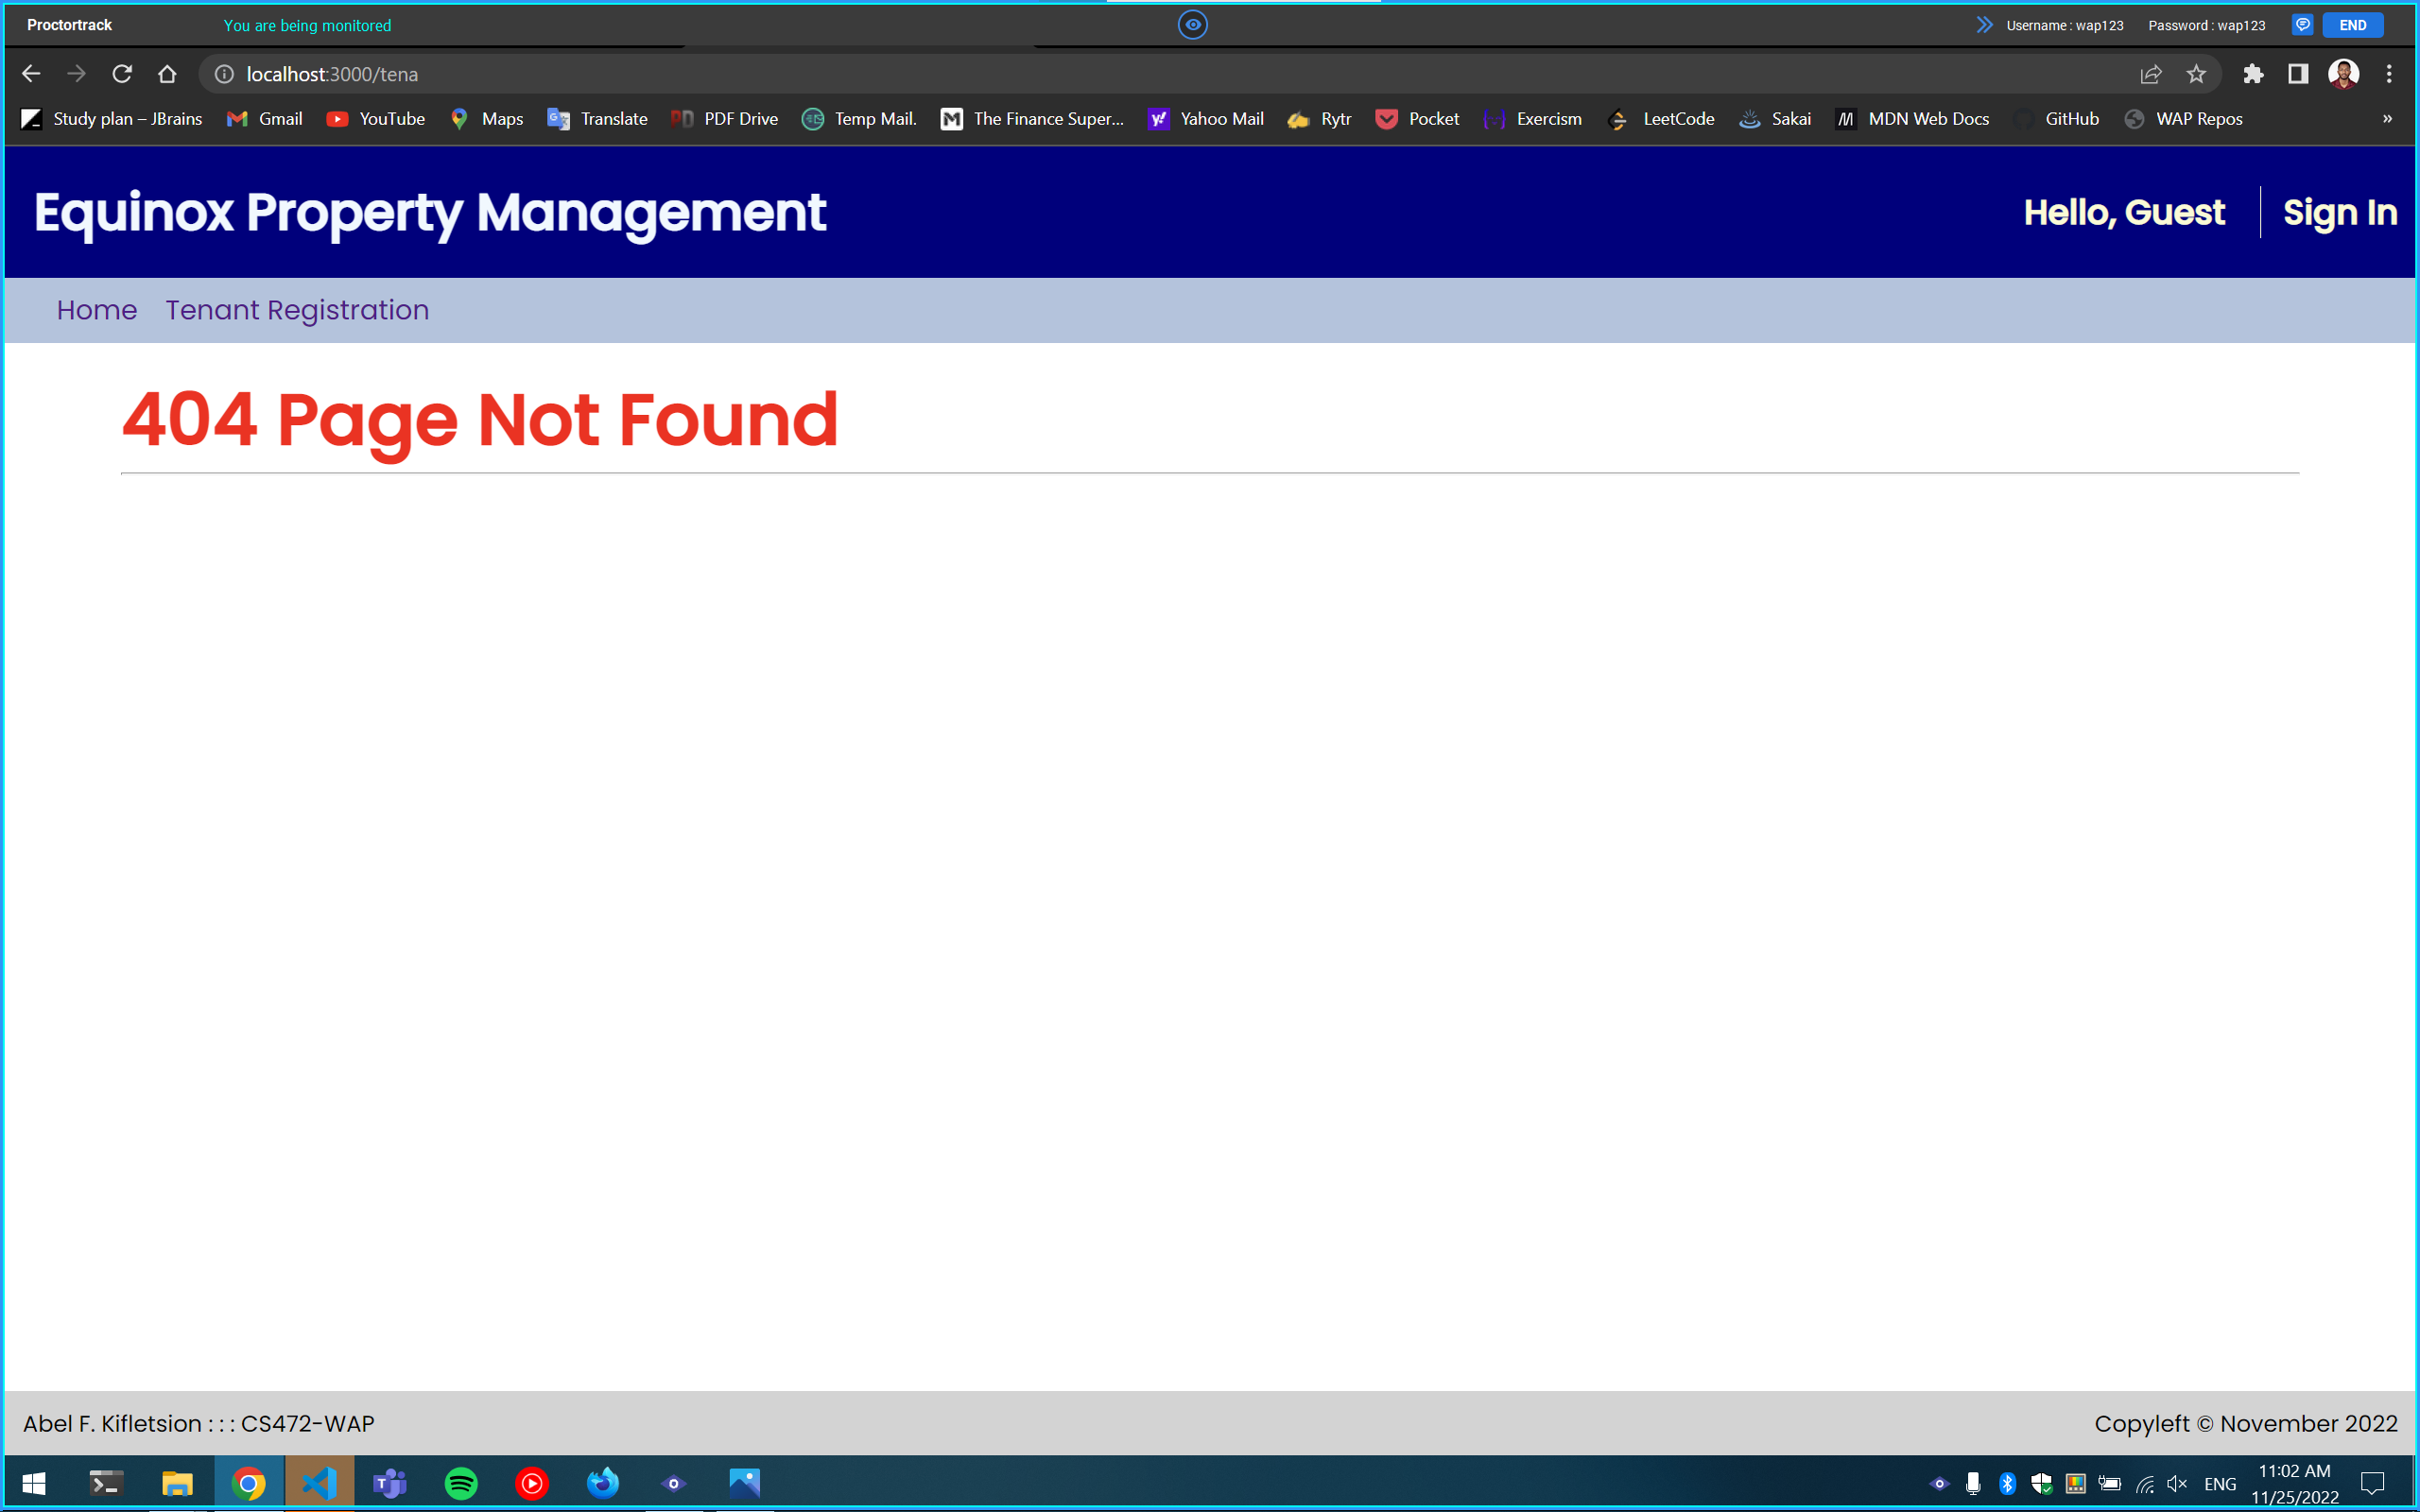 Proctortrack You are being monitored Username : wap123 Password : wap123 END
localhost:3000/tena
Study plan – JBrains Gmail YouTube Maps Translate PDF Drive Temp Mail. The Finance Super... Yahoo Mail Rytr Pocket Exercism LeetCode Sakai MDN Web Docs GitHub WAP Repos »
Equinox Property Management Hello, Guest Sign In
Home Tenant Registration
404 Page Not Found
Abel F. Kifletsion : : : CS472-WAP Copyleft © November 2022
ENG 11:02 AM
11/25/2022